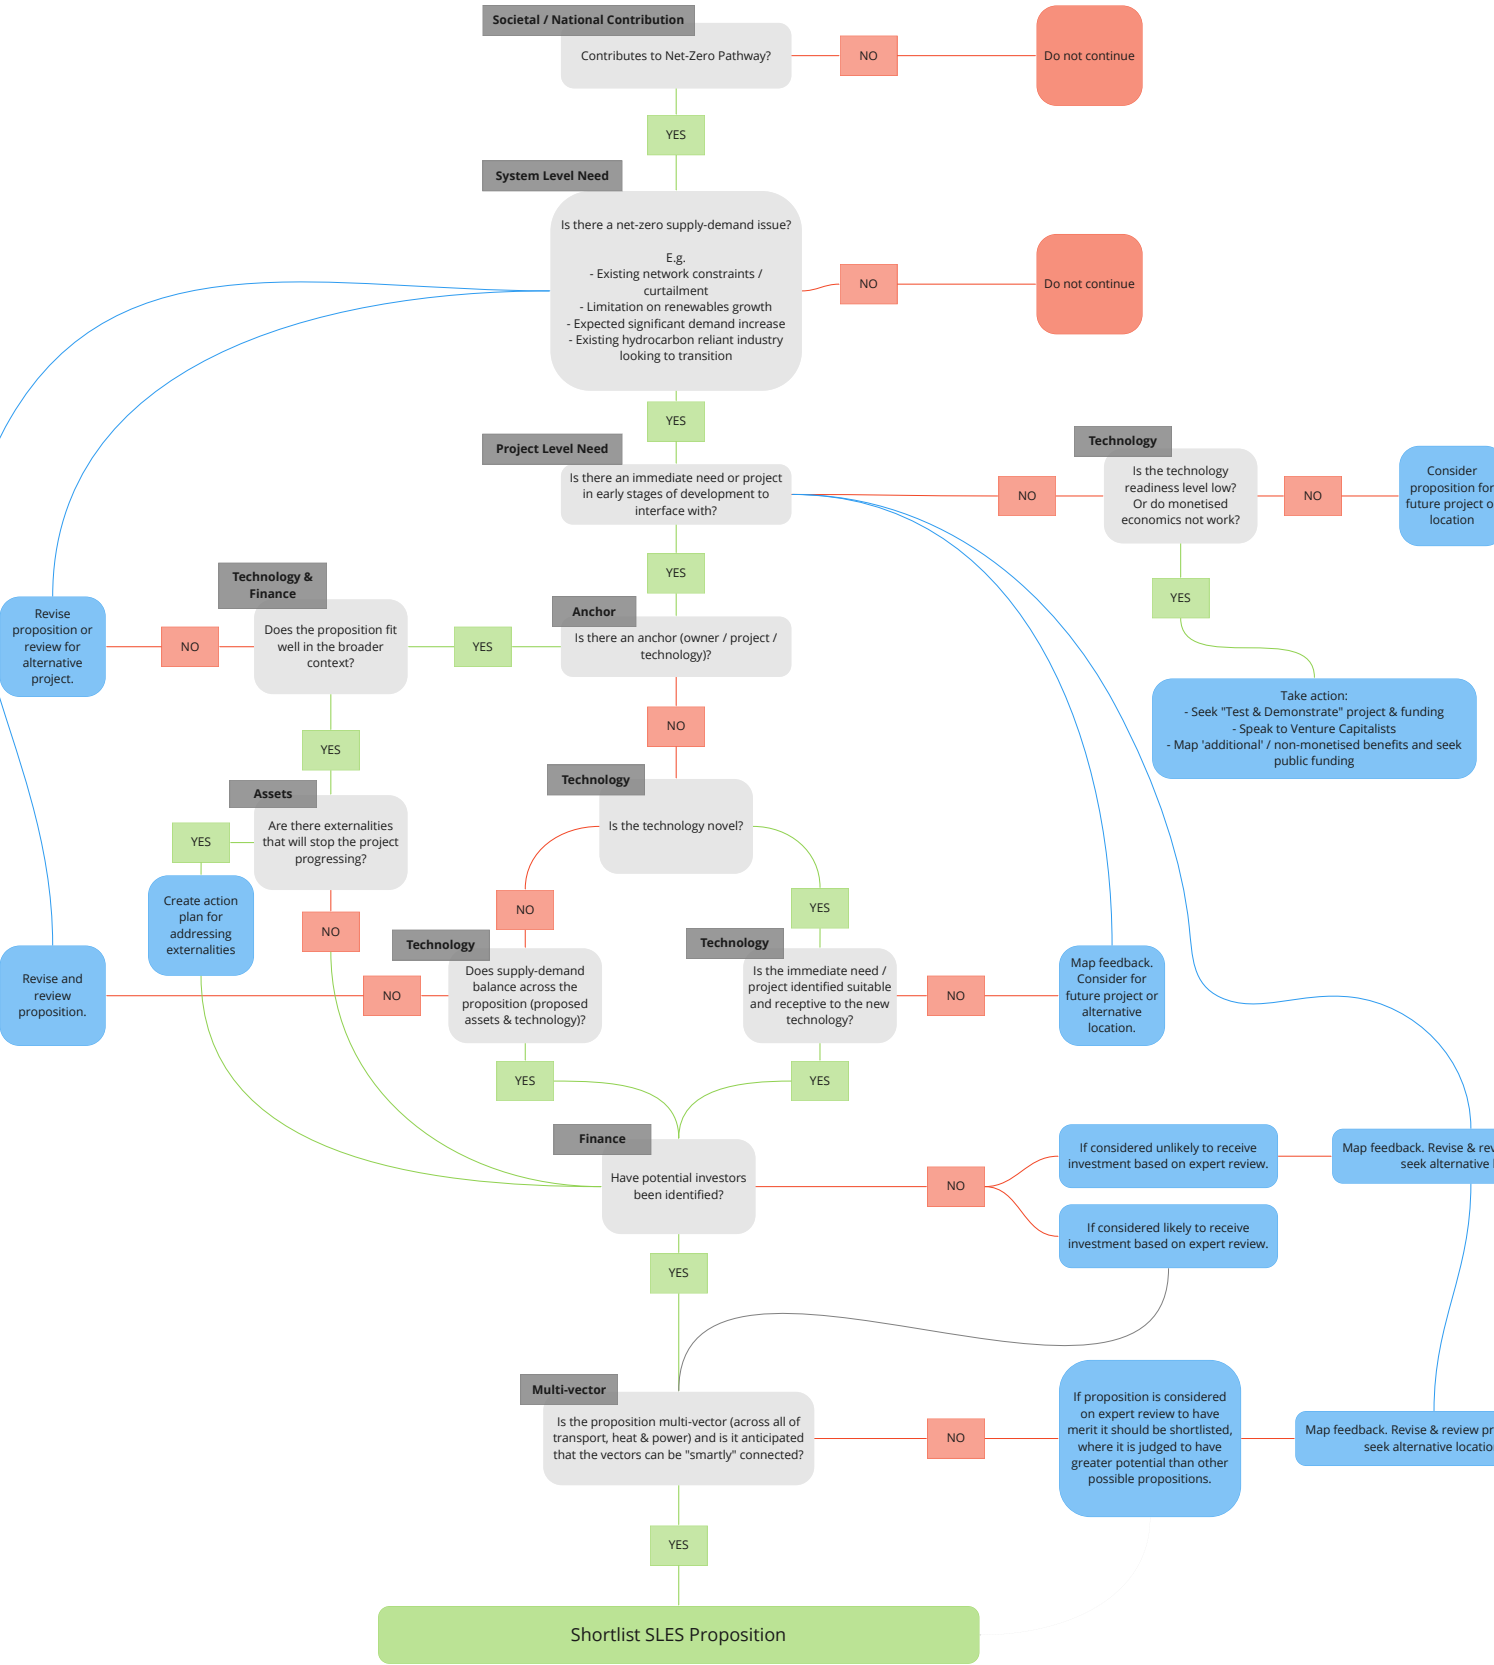 Societal / National Contribution
Contributes to Net-Zero Pathway?
NO
Do not continue
YES
System Level Need
Is there a net-zero supply-demand issue?
E.g.
- Existing network constraints /
curtailment
- Limitation on renewables growth
- Expected significant demand increase
- Existing hydrocarbon reliant industry
looking to transition
NO
Do not continue
YES
Project Level Need
Is there an immediate need or project
in early stages of development to
interface with?
NO
Technology
Is the technology
readiness level low?
Or do monetised
economics not work?
NO
Consider
proposition for
future project
location
YES
Take action:
- Seek "Test & Demonstrate" project & funding
- Speak to Venture Capitalists
- Map 'additional' / non-monetised benefits and seek
public funding
YES
Anchor
Is there an anchor (owner / project /
technology)?
YES
Technology &
Finance
Does the proposition fit
well in the broader
context?
NO
Revise
proposition or
review for
alternative
project.
YES
Assets
Are there externalities
that will stop the project
progressing?
YES
Create action
plan for
addressing
externalities
NO
NO
Technology
Is the technology novel?
NO
YES
Technology
Does supply-demand
balance across the
proposition (proposed
assets & technology)?
NO
Revise and
review
proposition.
Technology
Is the immediate need /
project identified suitable
and receptive to the new
technology?
NO
Map feedback.
Consider for
future project or
alternative
location.
YES
YES
Finance
Have potential investors
been identified?
NO
If considered unlikely to receive
investment based on expert review.
Map feedback. Revise &
seek alternative
If considered likely to receive
investment based on expert review.
YES
Multi-vector
Is the proposition multi-vector (across all of
transport, heat & power) and is it anticipated
that the vectors can be "smartly" connected?
NO
If proposition is considered
on expert review to have
merit it should be shortlisted,
where it is judged to have
greater potential than other
possible propositions.
Map feedback. Revise & review
seek alternative
YES
Shortlist SLES Proposition